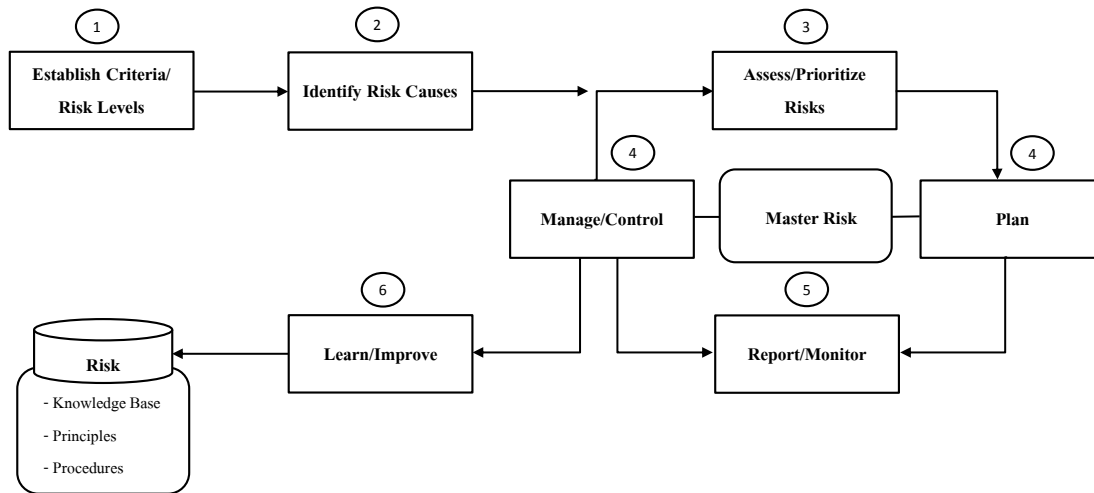 1
Establish Criteria/
Risk Levels
2
Identify Risk Causes
3
Assess/Prioritize
Risks
4
Manage/Control
Master Risk
4
Plan
5
Report/Monitor
6
Learn/Improve
Risk
- Knowledge Base
- Principles
- Procedures